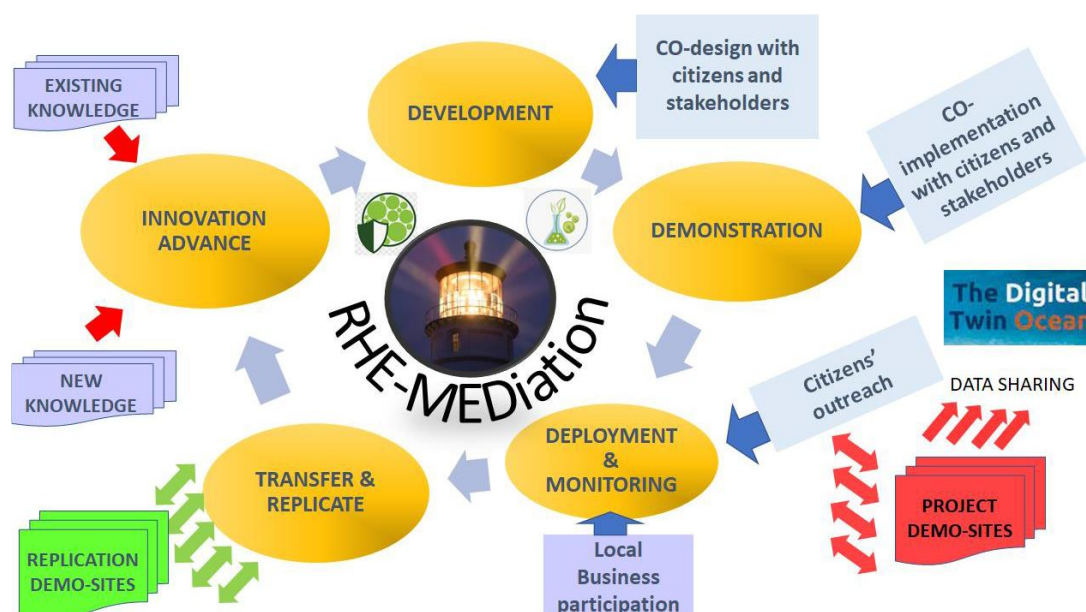 EXISTING
KNOWLEDGE
DEVELOPMENT
CO-design with
citizens and
stakeholders
CO-
implementation
with citizens and
stakeholders
INNOVATION
ADVANCE
DEMONSTRATION
RHE-MEDiation
The Digital
Twin Ocean
NEW
KNOWLEDGE
Citizens’
outreach
DATA SHARING
DEPLOYMENT
&
MONITORING
TRANSFER &
REPLICATE
PROJECT
DEMO-SITES
REPLICATION
DEMO-SITES
Local
Business
participation